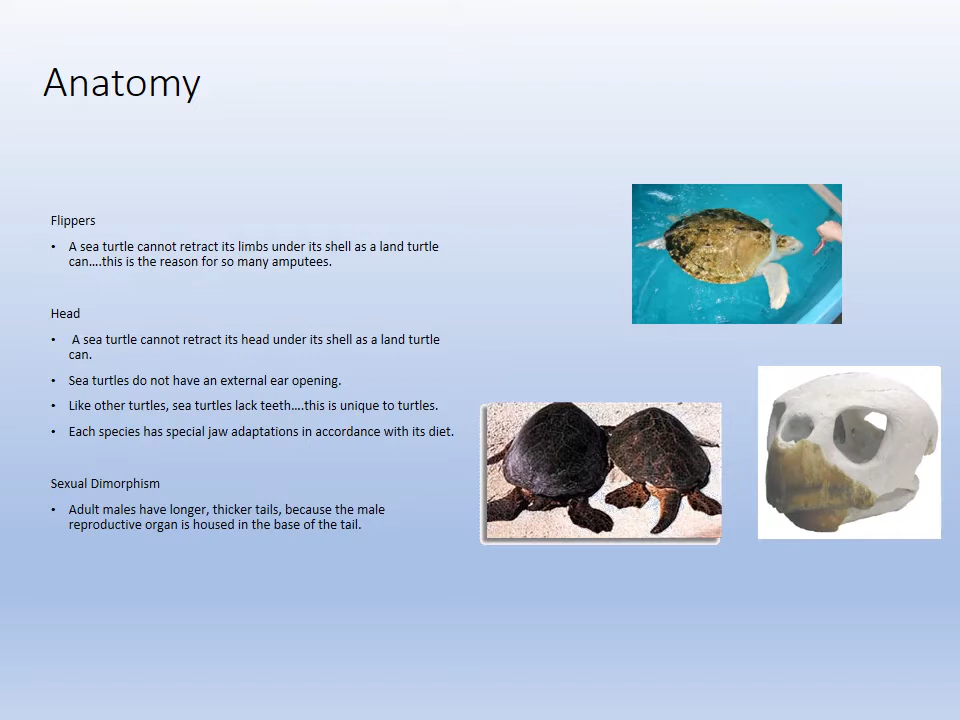 Anatomy
Flippers
• A sea turtle cannot retract its limbs under its shell as a land turtle
can….this is the reason for so many amputees.
Head
• A sea turtle cannot retract its head under its shell as a land turtle
can.
• Sea turtles do not have an external ear opening.
• Like other turtles, sea turtles lack teeth….this is unique to turtles.
• Each species has special jaw adaptations in accordance with its diet.
Sexual Dimorphism
• Adult males have longer, thicker tails, because the male
reproductive organ is housed in the base of the tail.